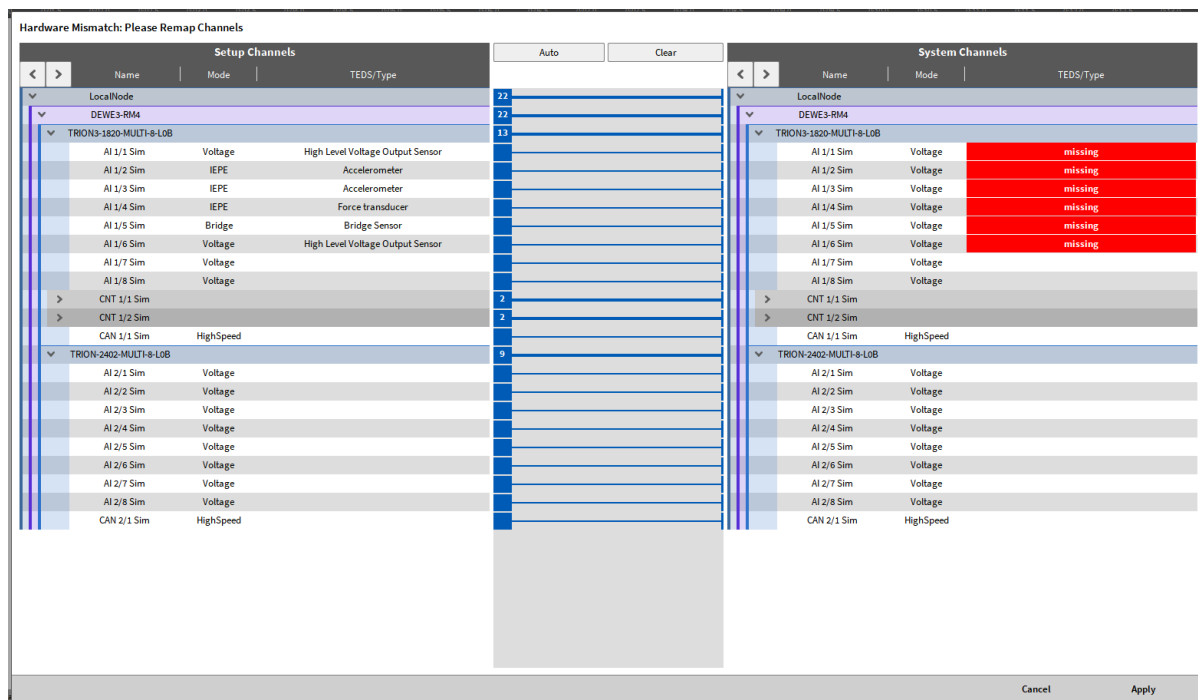 Hardware Mismatch: Please Remap Channels
Setup Channels Auto Clear System Channels
Name Mode TEDS/Type Name Mode TEDS/Type
LocalNode 22 LocalNode
DEWE3-RM4 22 DEWE3-RM4
TRION3-1820-MULTI-8-L0B 13 TRION3-1820-MULTI-8-L0B
AI 1/1 Sim Voltage High Level Voltage Output Sensor AI 1/1 Sim Voltage missing
AI 1/2 Sim IEPE Accelerometer AI 1/2 Sim Voltage missing
AI 1/3 Sim IEPE Accelerometer AI 1/3 Sim Voltage missing
AI 1/4 Sim IEPE Force transducer AI 1/4 Sim Voltage missing
AI 1/5 Sim Bridge Bridge Sensor AI 1/5 Sim Voltage missing
AI 1/6 Sim Voltage High Level Voltage Output Sensor AI 1/6 Sim Voltage missing
AI 1/7 Sim Voltage AI 1/7 Sim Voltage
AI 1/8 Sim Voltage AI 1/8 Sim Voltage
CNT 1/1 Sim 2 CNT 1/1 Sim
CNT 1/2 Sim 2 CNT 1/2 Sim
CAN 1/1 Sim HighSpeed CAN 1/1 Sim HighSpeed
TRION-2402-MULTI-8-L0B 9 TRION-2402-MULTI-8-L0B
AI 2/1 Sim Voltage AI 2/1 Sim Voltage
AI 2/2 Sim Voltage AI 2/2 Sim Voltage
AI 2/3 Sim Voltage AI 2/3 Sim Voltage
AI 2/4 Sim Voltage AI 2/4 Sim Voltage
AI 2/5 Sim Voltage AI 2/5 Sim Voltage
AI 2/6 Sim Voltage AI 2/6 Sim Voltage
AI 2/7 Sim Voltage AI 2/7 Sim Voltage
AI 2/8 Sim Voltage AI 2/8 Sim Voltage
CAN 2/1 Sim HighSpeed CAN 2/1 Sim HighSpeed
Cancel Apply